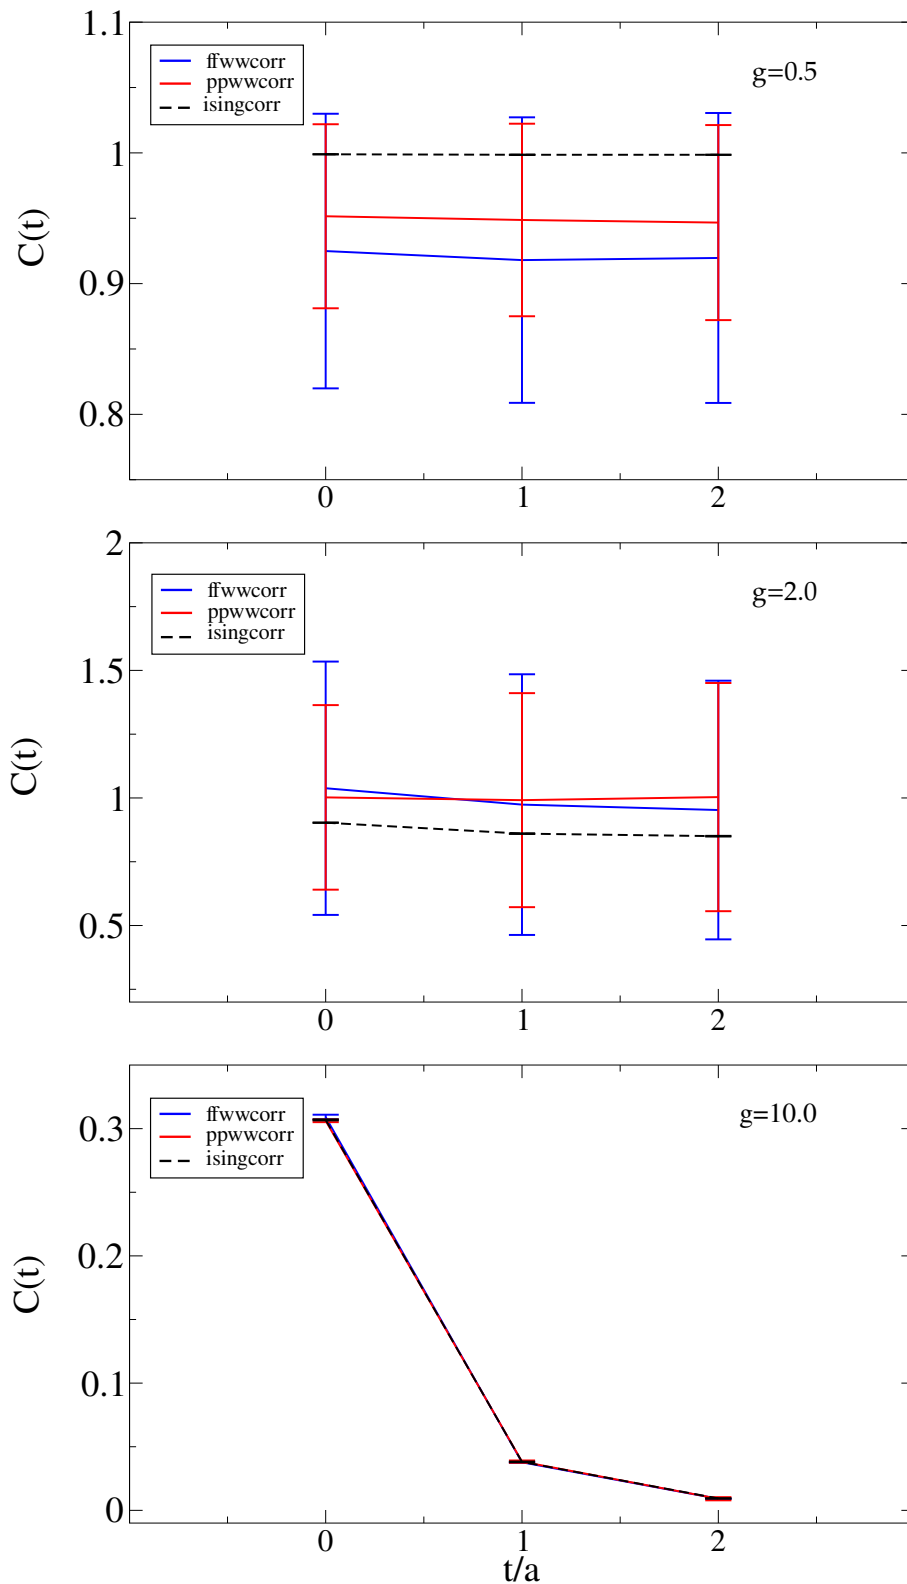 1.1
ffwwcorr
ppwwcorr
isingcorr
g=0.5
1
C(t)
0.9
0.8
0 1 2
2
ffwwcorr
ppwwcorr
isingcorr
g=2.0
1.5
C(t)
1
0.5
0 1 2
ffwwcorr
ppwwcorr
isingcorr
g=10.0
0.3
0.2
C(t)
0.1
0
0 1 2
t/a